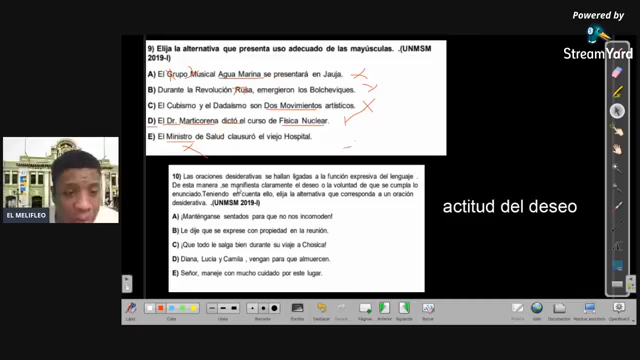 Powered by
StreamYard
9) Elija la alternativa que presenta uso adecuado de las mayúsculas. .(UNMSM
2019-I)
A) El Grupo Musical Agua Marina se presentará en Jauja.
B) Durante la Revolución Rusa, emergieron los Bolcheviques.
C) El Cubismo y el Dadaísmo son Dos Movimientos artísticos.
D) El Dr. Marticorena dictó el curso de Física Nuclear.
E) El Ministro de Salud clausuró el viejo Hospital.
10) Las oraciones desiderativas se hallan ligadas a la función expresiva del lenguaje .
De esta manera ,se manifiesta claramente el deseo o la voluntad de que se cumpla lo
enunciado.Teniendo en cuenta ello, elija la alternativa que corresponda a un oración
desiderativa. (UNMSM 2019-I)
A) ¡Manténganse sentados para que no nos incomoden!
B) Le dije que se exprese con propiedad en la reunión.
C) ¡Que todo le salga bien durante su viaje a Chosica!
D) Diana, Lucía y Camila, vengan para que almuercen.
E) Señor, maneje con mucho cuidado por este lugar.
actitud del deseo
EL MELIFLEO